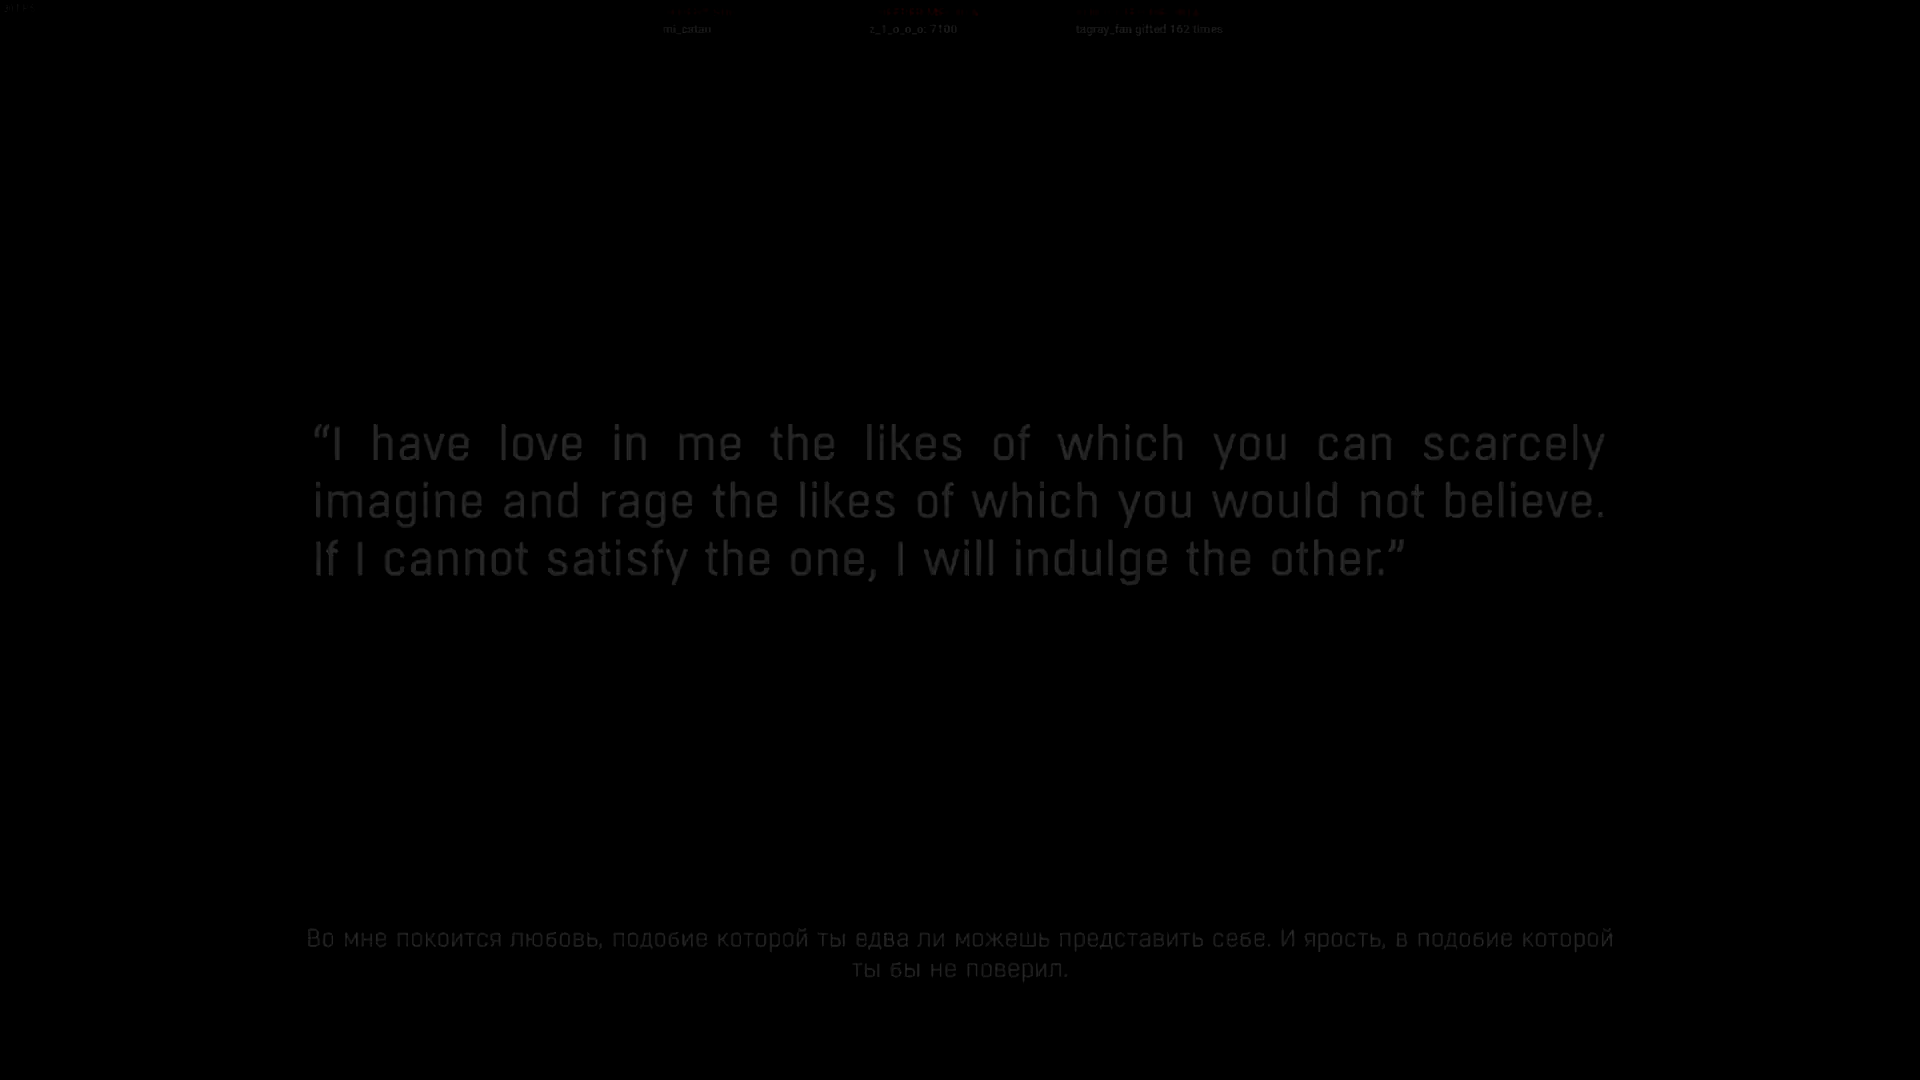 mi_catari z_1_o_o_o: 7100 tagray_fan gifted 162 times
“I have love in me the likes of which you can scarcely
imagine and rage the likes of which you would not believe.
If I cannot satisfy the one, I will indulge the other.”
Во мне покоится любовь, подобие которой ты едва ли можешь представить себе. И ярость, в подобие которой
ты бы не поверил.